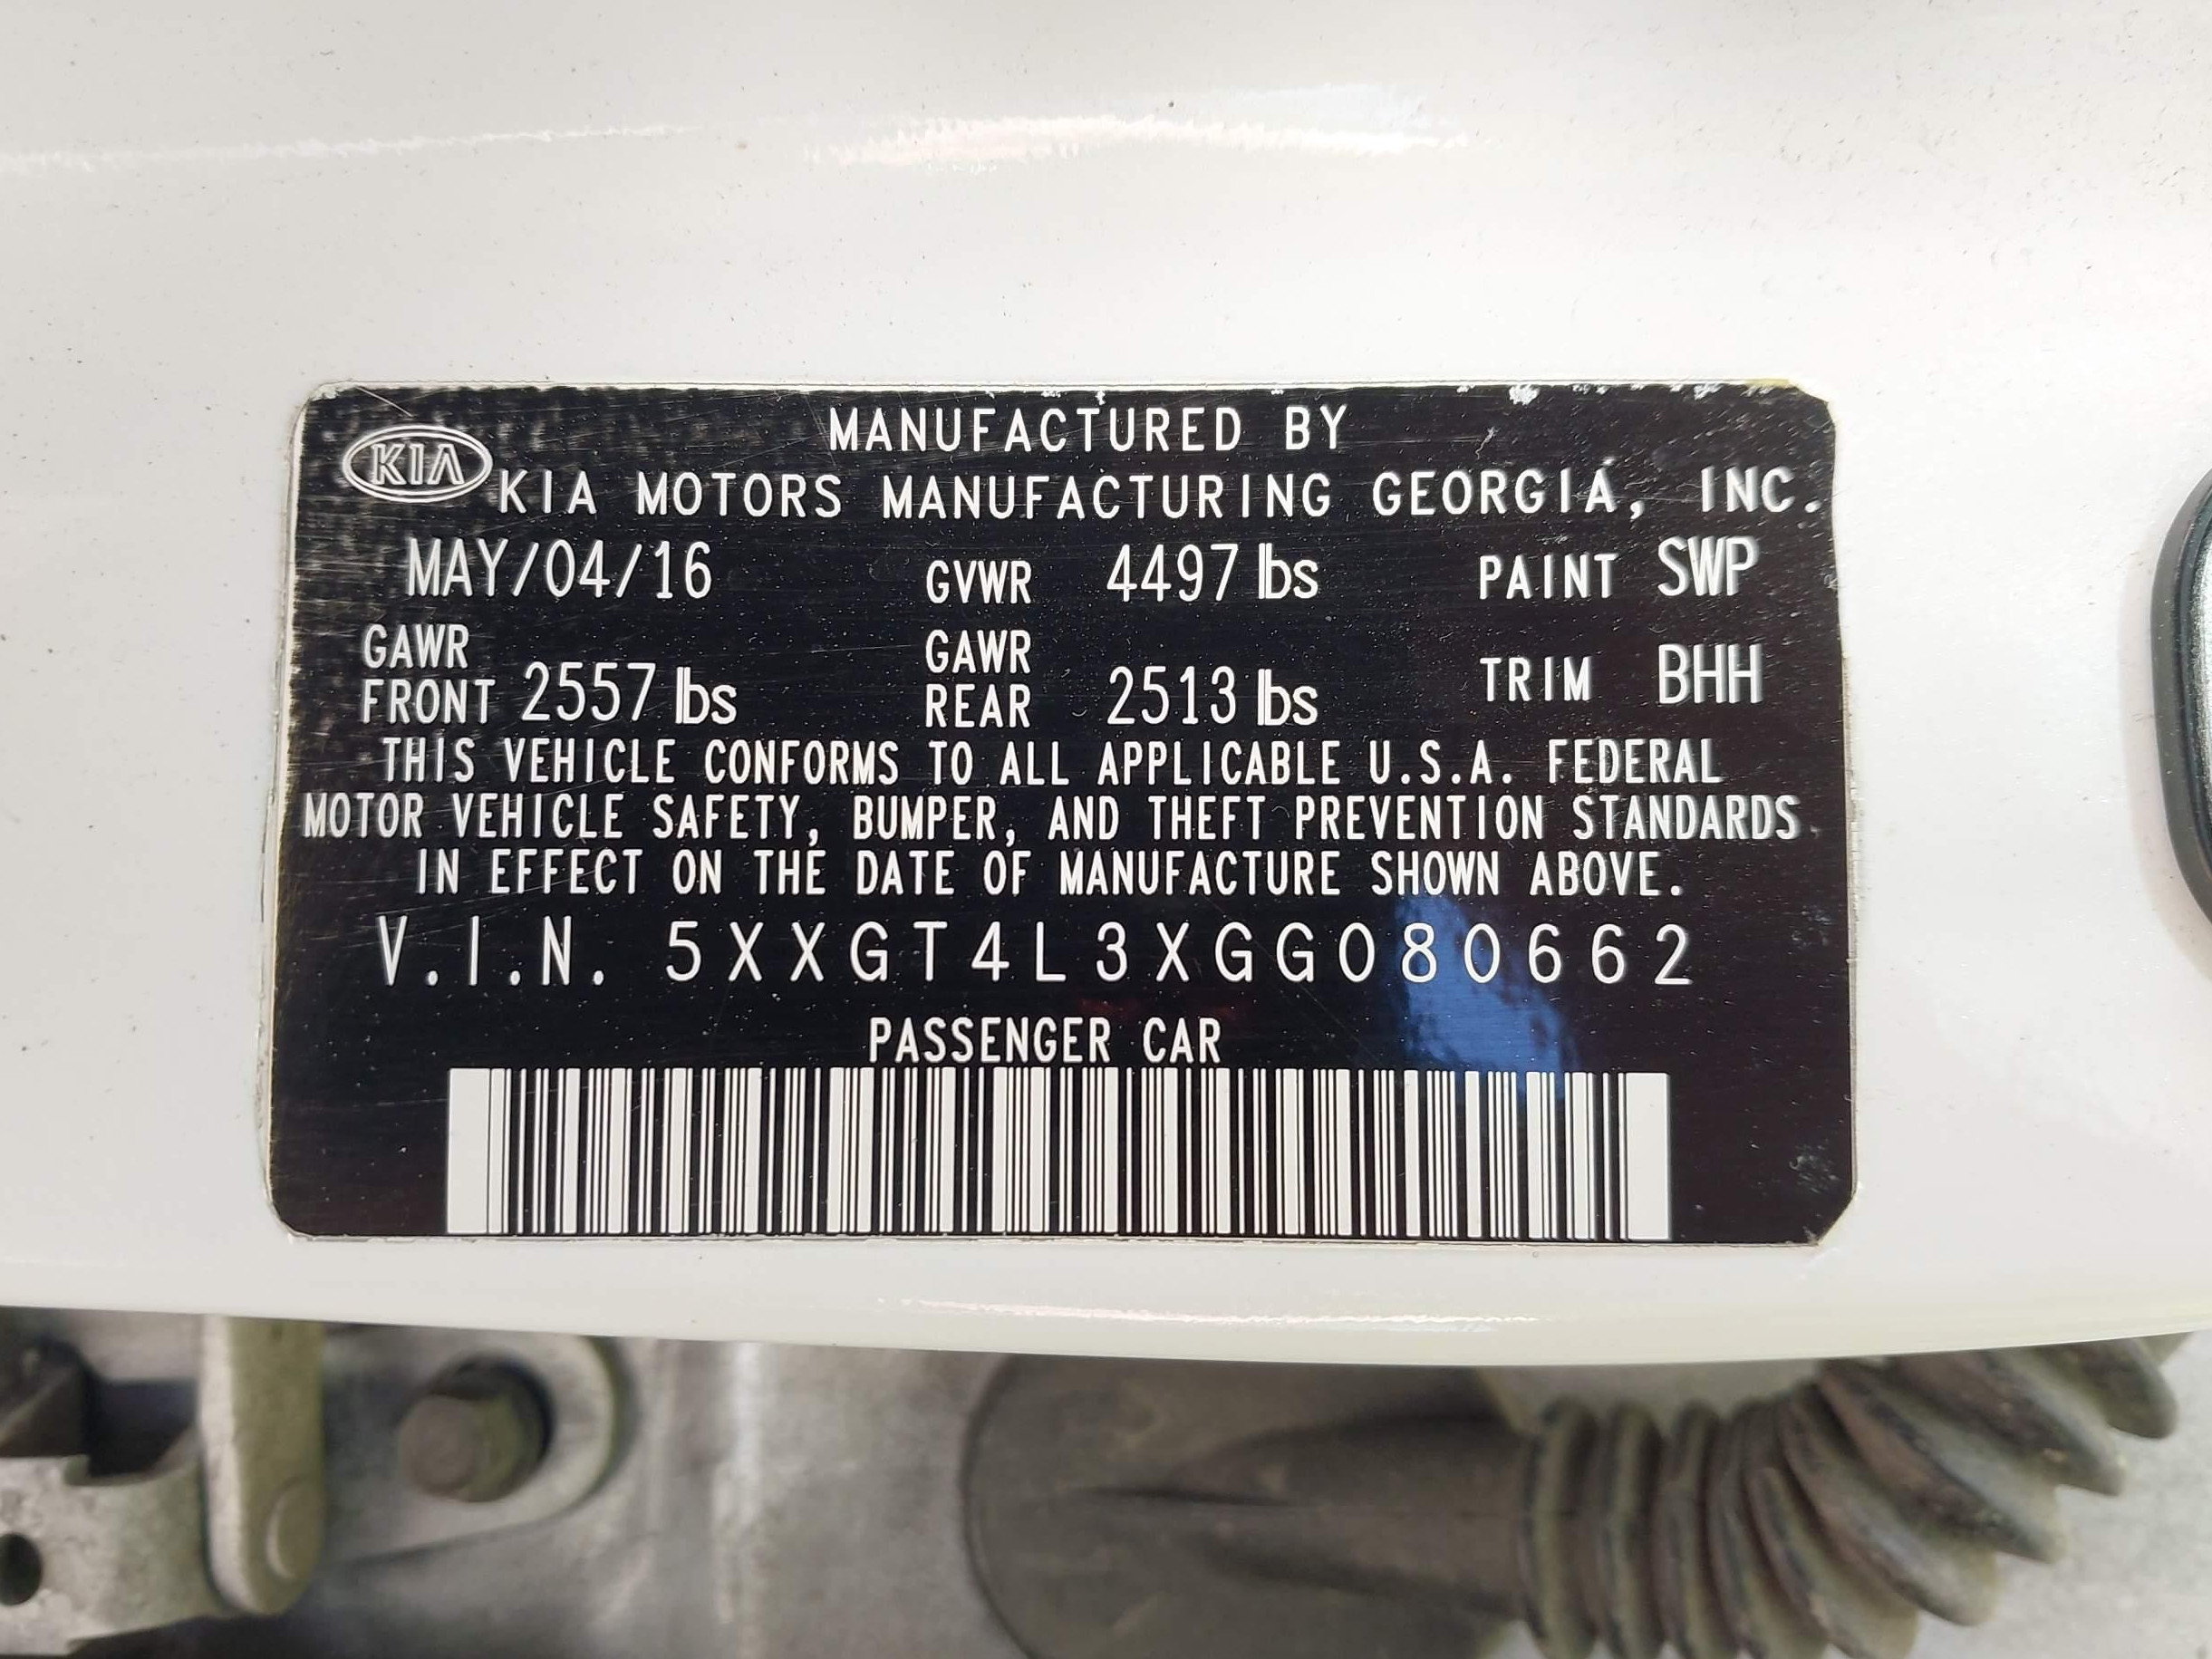 MANUFACTURED BY
KIA KIA MOTORS MANUFACTURING GEORGIA, INC.
MAY/04/16 GVWR 4497 lbs PAINT SWP
GAWR FRONT 2557 lbs GAWR REAR 2513 lbs TRIM BHH
THIS VEHICLE CONFORMS TO ALL APPLICABLE U.S.A. FEDERAL
MOTOR VEHICLE SAFETY, BUMPER, AND THEFT PREVENTION STANDARDS
IN EFFECT ON THE DATE OF MANUFACTURE SHOWN ABOVE.
V.I.N. 5XXGT4L3XGG080662
PASSENGER CAR